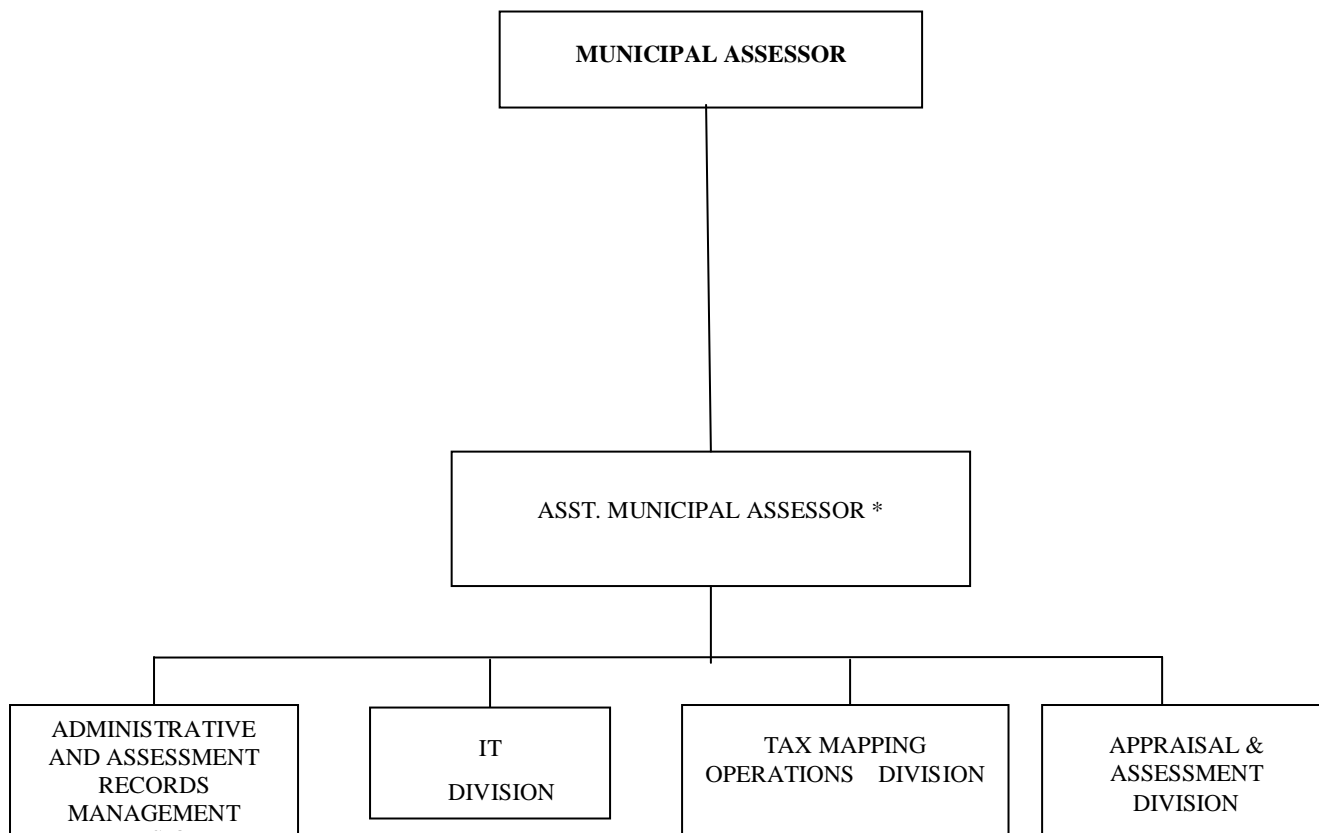 MUNICIPAL ASSESSOR
ASST. MUNICIPAL ASSESSOR *
ADMINISTRATIVE
AND ASSESSMENT
RECORDS
MANAGEMENT
IT
DIVISION
TAX MAPPING
OPERATIONS DIVISION
APPRAISAL &
ASSESSMENT
DIVISION